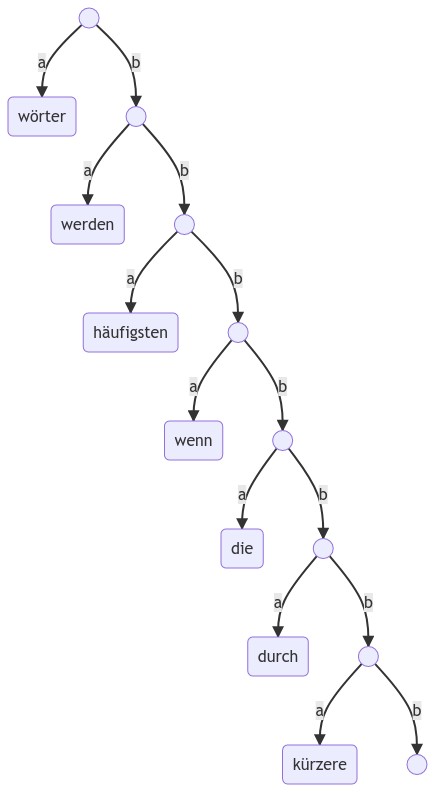 a b
wörter
a b
werden
a b
häufigsten
a b
wenn
a b
die
a b
durch
a b
kürzere